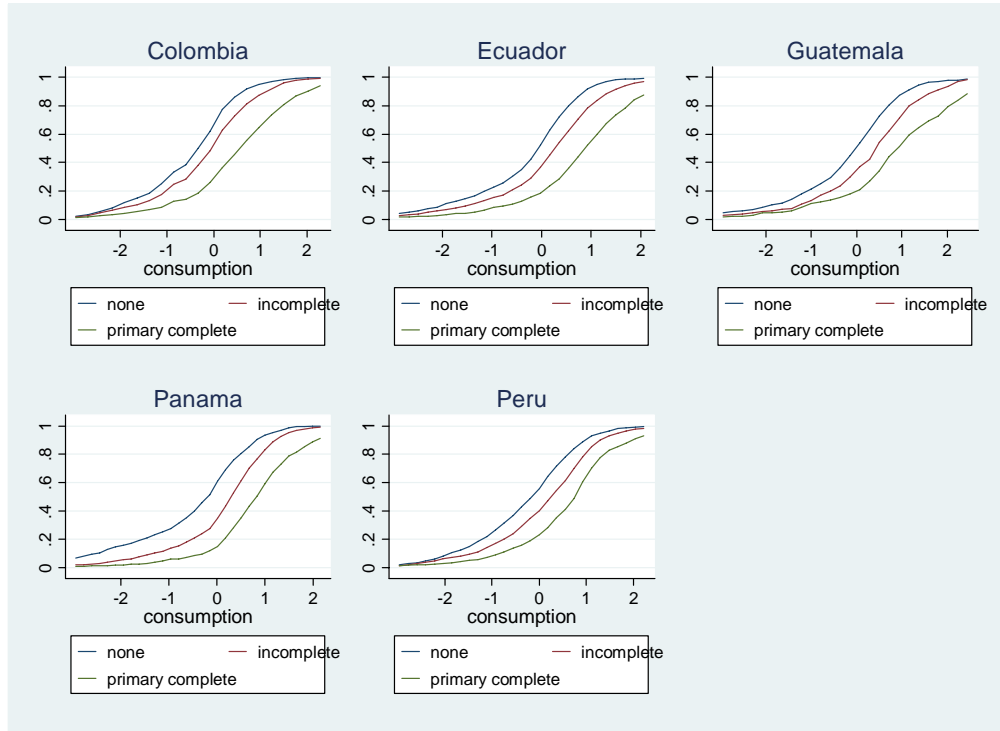 Colombia
0 .2 .4 .6 .8 1
-2 -1 0 1 2
consumption
none incomplete
primary complete
Ecuador
0 .2 .4 .6 .8 1
-2 -1 0 1 2
consumption
none incomplete
primary complete
Guatemala
0 .2 .4 .6 .8 1
-2 -1 0 1 2
consumption
none incomplete
primary complete
Panama
0 .2 .4 .6 .8 1
-2 -1 0 1 2
consumption
none incomplete
primary complete
Peru
0 .2 .4 .6 .8 1
-2 -1 0 1 2
consumption
none incomplete
primary complete